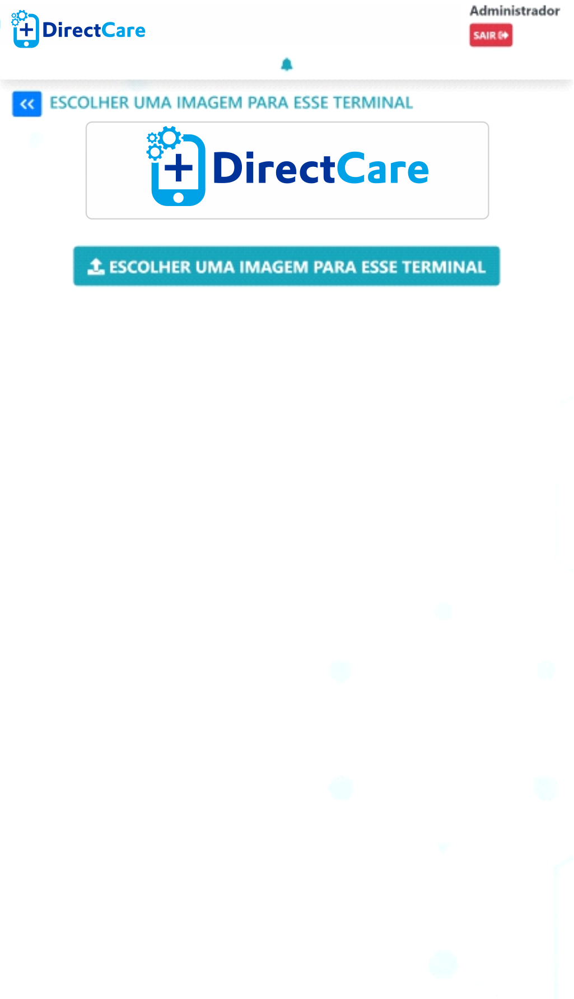 DirectCare
Administrador
SAIR
ESCOLHER UMA IMAGEM PARA ESSE TERMINAL
DirectCare
ESCOLHER UMA IMAGEM PARA ESSE TERMINAL